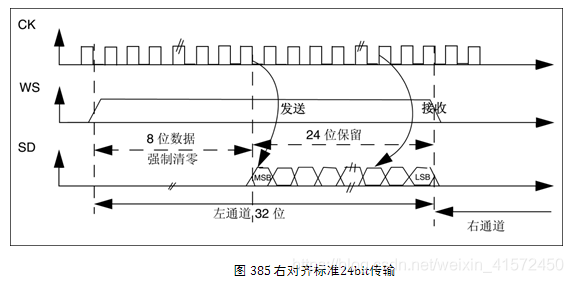 CK
WS
发送
接收
8 位数据
强制清零
24 位保留
SD
MSB
LSB
左通道 32 位
右通道
https://blog.csdn.net/weixin_41572450
图 385 右对齐标准24bit传输